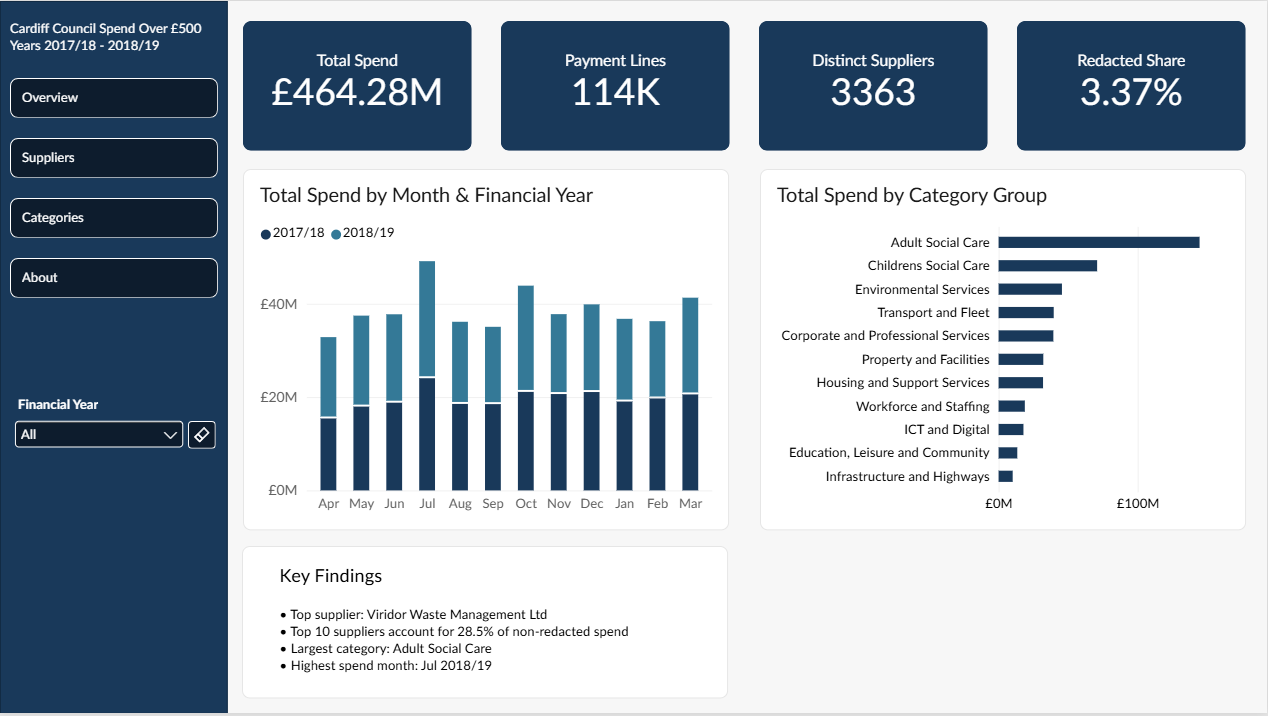 Cardiff Council Spend Over £500
Years 2017/18 - 2018/19
Overview
Suppliers
Categories
About
Financial Year
All
Total Spend
£464.28M
Payment Lines
114K
Distinct Suppliers
3363
Redacted Share
3.37%
Total Spend by Month & Financial Year
2017/18 2018/19
£40M
£20M
£0M
Apr May Jun Jul Aug Sep Oct Nov Dec Jan Feb Mar
Total Spend by Category Group
Adult Social Care
Childrens Social Care
Environmental Services
Transport and Fleet
Corporate and Professional Services
Property and Facilities
Housing and Support Services
Workforce and Staffing
ICT and Digital
Education, Leisure and Community
Infrastructure and Highways
£0M £100M
Key Findings
• Top supplier: Viridor Waste Management Ltd
• Top 10 suppliers account for 28.5% of non-redacted spend
• Largest category: Adult Social Care
• Highest spend month: Jul 2018/19